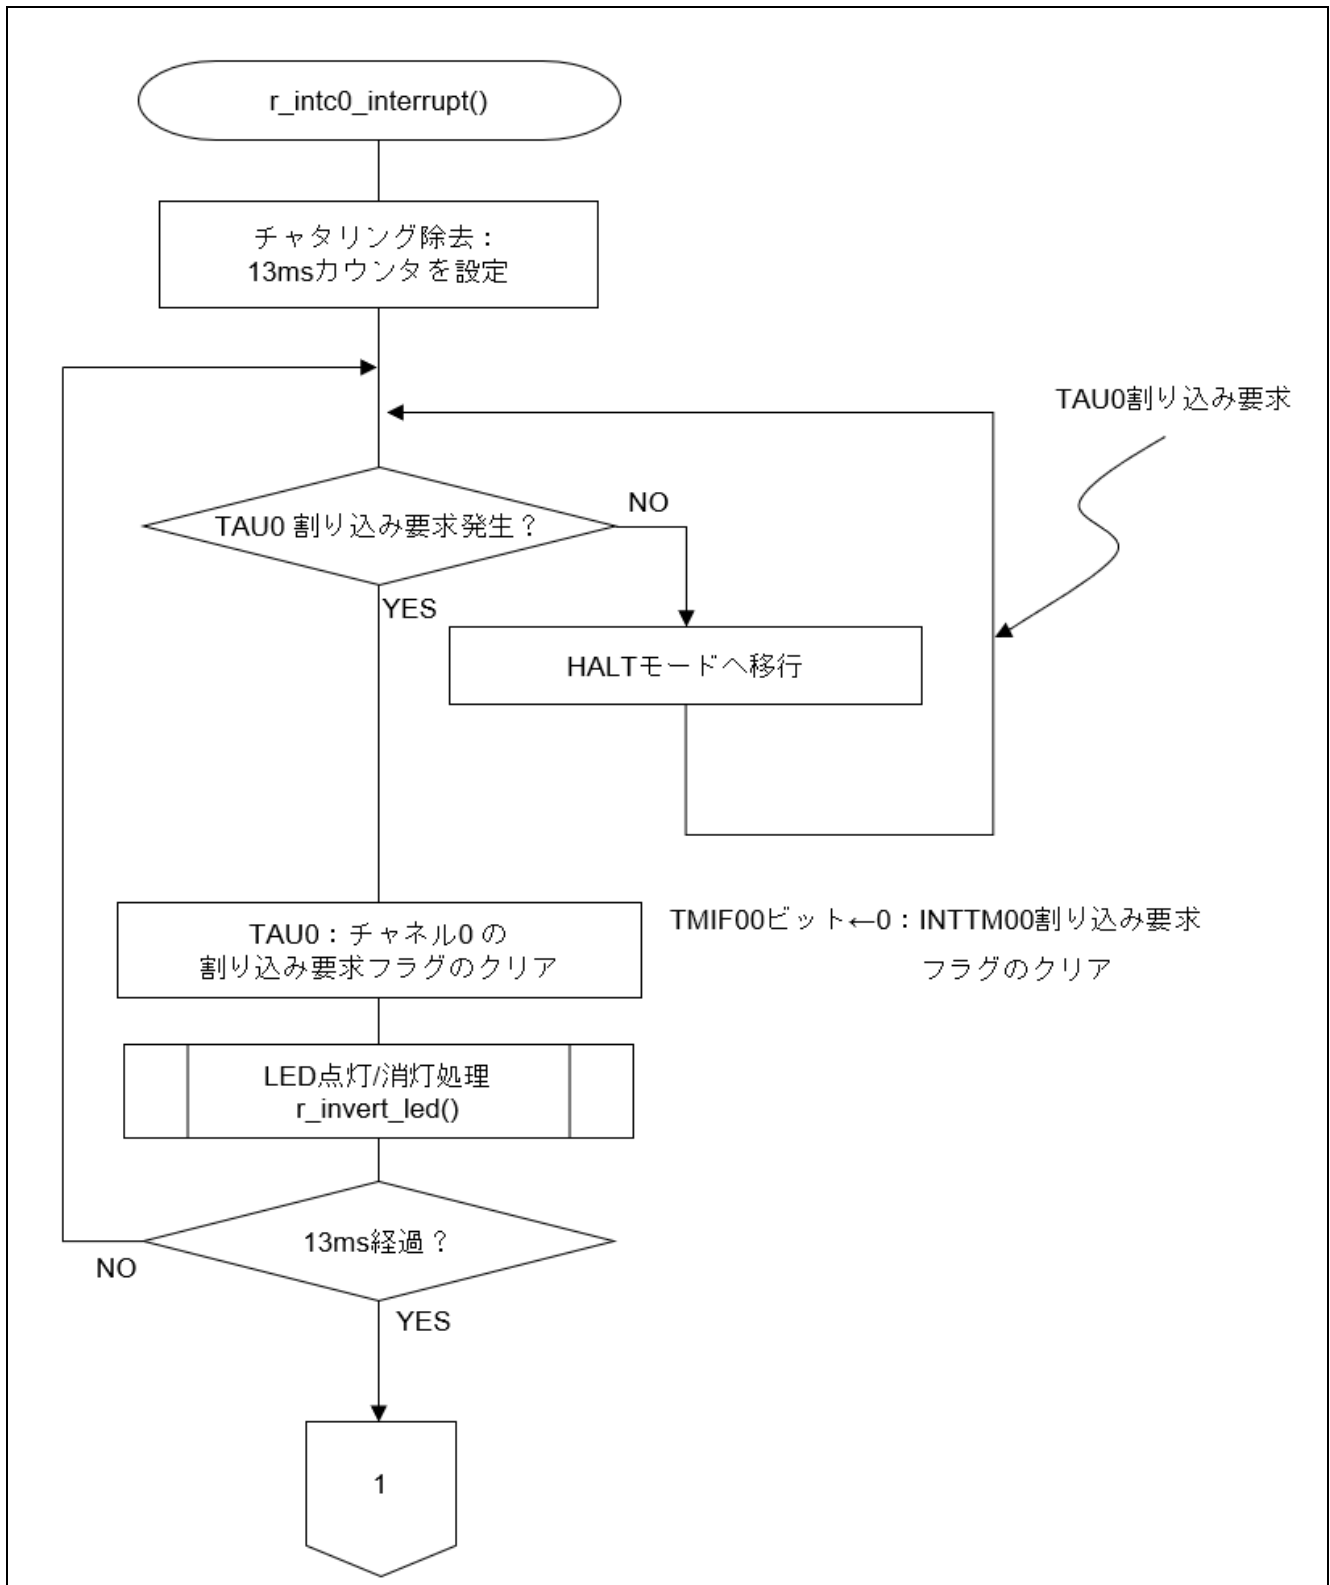 r_intc0_interrupt()
チャタリング除去：
13msカウンタを設定
TAU0割り込み要求
TAU0 割り込み要求発生？
NO
YES
HALTモードへ移行
TAU0：チャネル0 の
割り込み要求フラグのクリア
TMIF00ビット←0：INTTM00割り込み要求
フラグのクリア
LED点灯/消灯処理
r_invert_led()
13ms経過？
NO
YES
1